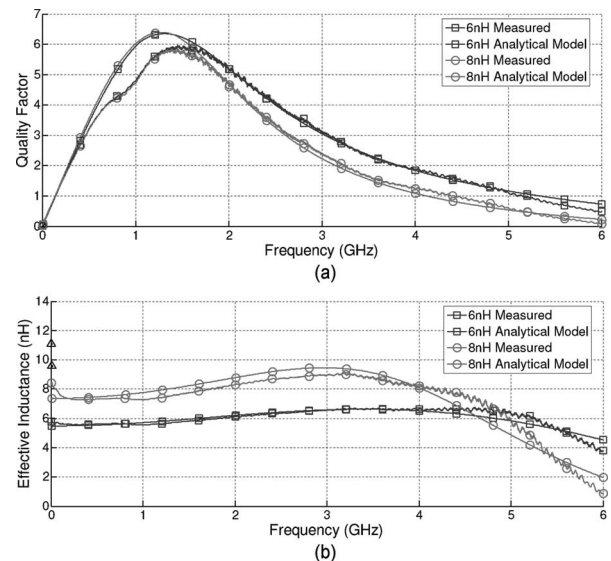 7
6
5
4
3
2
1
0
Quality Factor
6nH Measured
6nH Analytical Model
8nH Measured
8nH Analytical Model
0 1 2 3 4 5 6
Frequency (GHz)
(a)
14
12
10
8
6
4
2
0
Effective Inductance (nH)
6nH Measured
6nH Analytical Model
8nH Measured
8nH Analytical Model
0 1 2 3 4 5 6
Frequency (GHz)
(b)